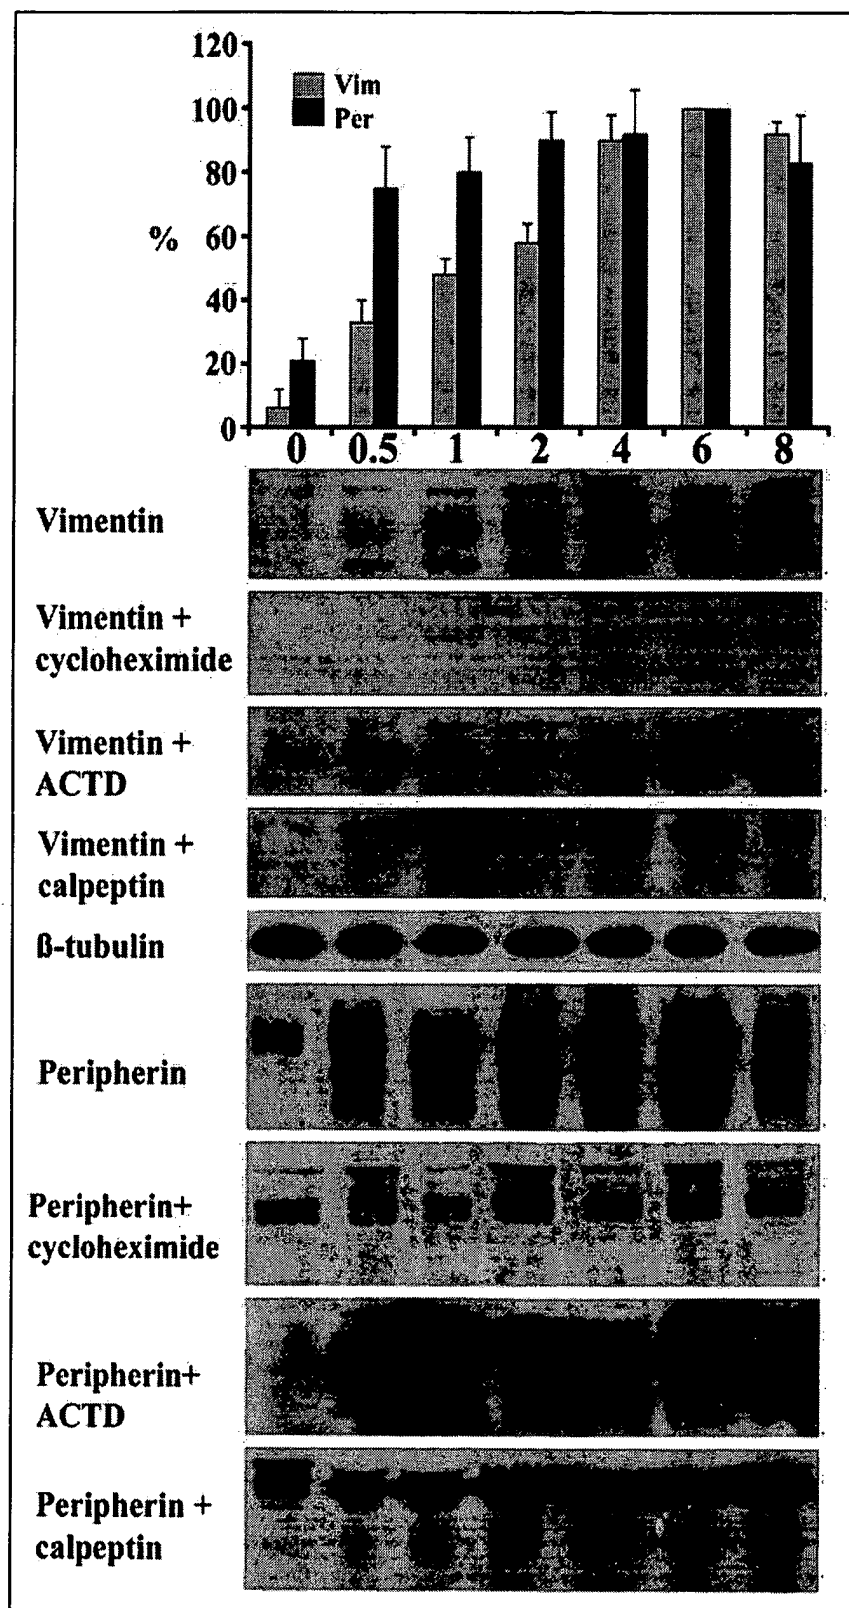 120
100
80
60
40
20
0
%
Vim
Per
0 0.5 1 2 4 6 8
Vimentin
Vimentin +
cycloheximide
Vimentin +
ACTD
Vimentin +
calpeptin
ß-tubulin
Peripherin
Peripherin+
cycloheximide
Peripherin+
ACTD
Peripherin +
calpeptin